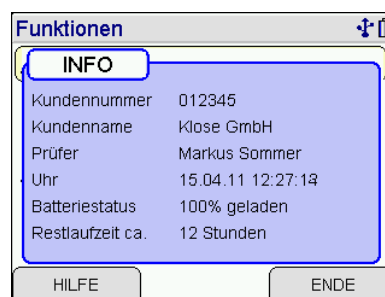 Funktionen
INFO
Kundennummer 012345
Kundenname Klose GmbH
Prüfer Markus Sommer
Uhr 15.04.11 12:27:
Batteriestatus 100% geladen
Restlaufzeit ca. 12 Stunden
HILFE ENDE